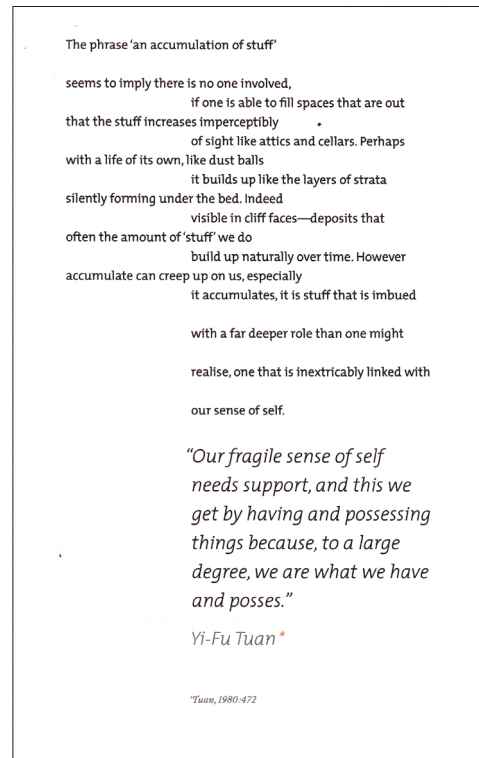 The phrase ‘an accumulation of stuff’
seems to imply there is no one involved,
that the stuff increases imperceptibly
with a life of its own, like dust balls
silently forming under the bed. Indeed
often the amount of ‘stuff’ we do
accumulate can creep up on us, especially
if one is able to fill spaces that are out
of sight like attics and cellars. Perhaps
it builds up like the layers of strata
visible in cliff faces—deposits that
build up naturally over time. However
it accumulates, it is stuff that is imbued
with a far deeper role than one might
realise, one that is inextricably linked with
our sense of self.
“Our fragile sense of self
needs support, and this we
get by having and possessing
things because, to a large
degree, we are what we have
and posses.”
Yi-Fu Tuan*
*Tuan, 1980:472